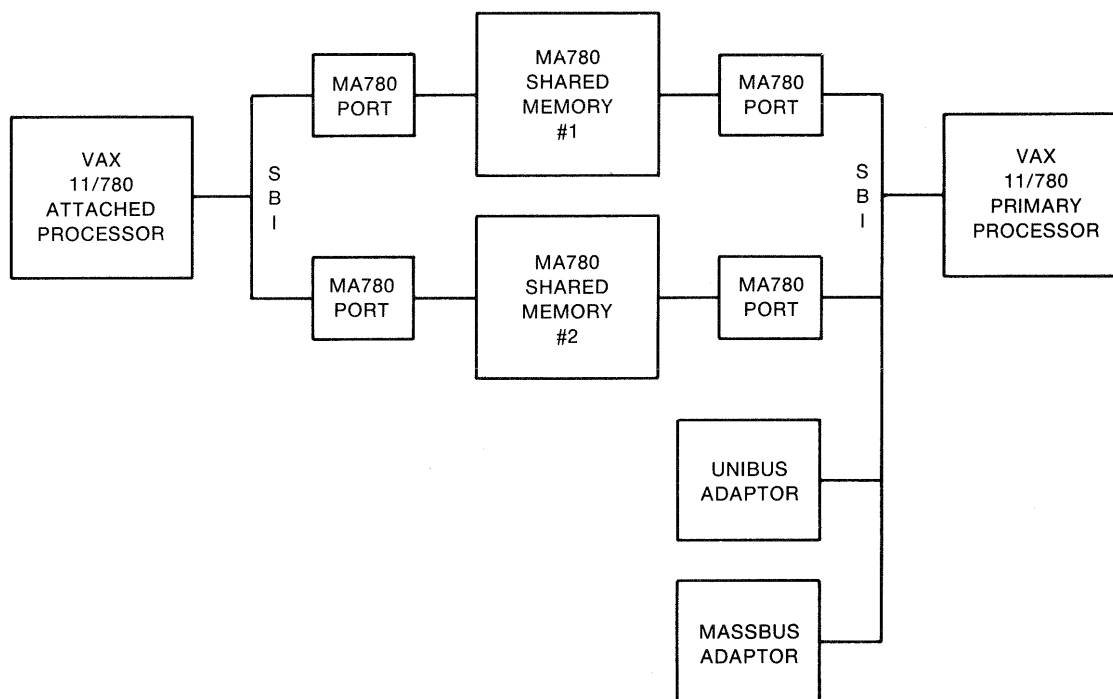 MA780
PORT
MA780
SHARED
MEMORY
#1
MA780
PORT
VAX
11/780
ATTACHED
PROCESSOR
S
B
I
S
B
I
VAX
11/780
PRIMARY
PROCESSOR
MA780
PORT
MA780
SHARED
MEMORY
#2
MA780
PORT
UNIBUS
ADAPTOR
MASSBUS
ADAPTOR